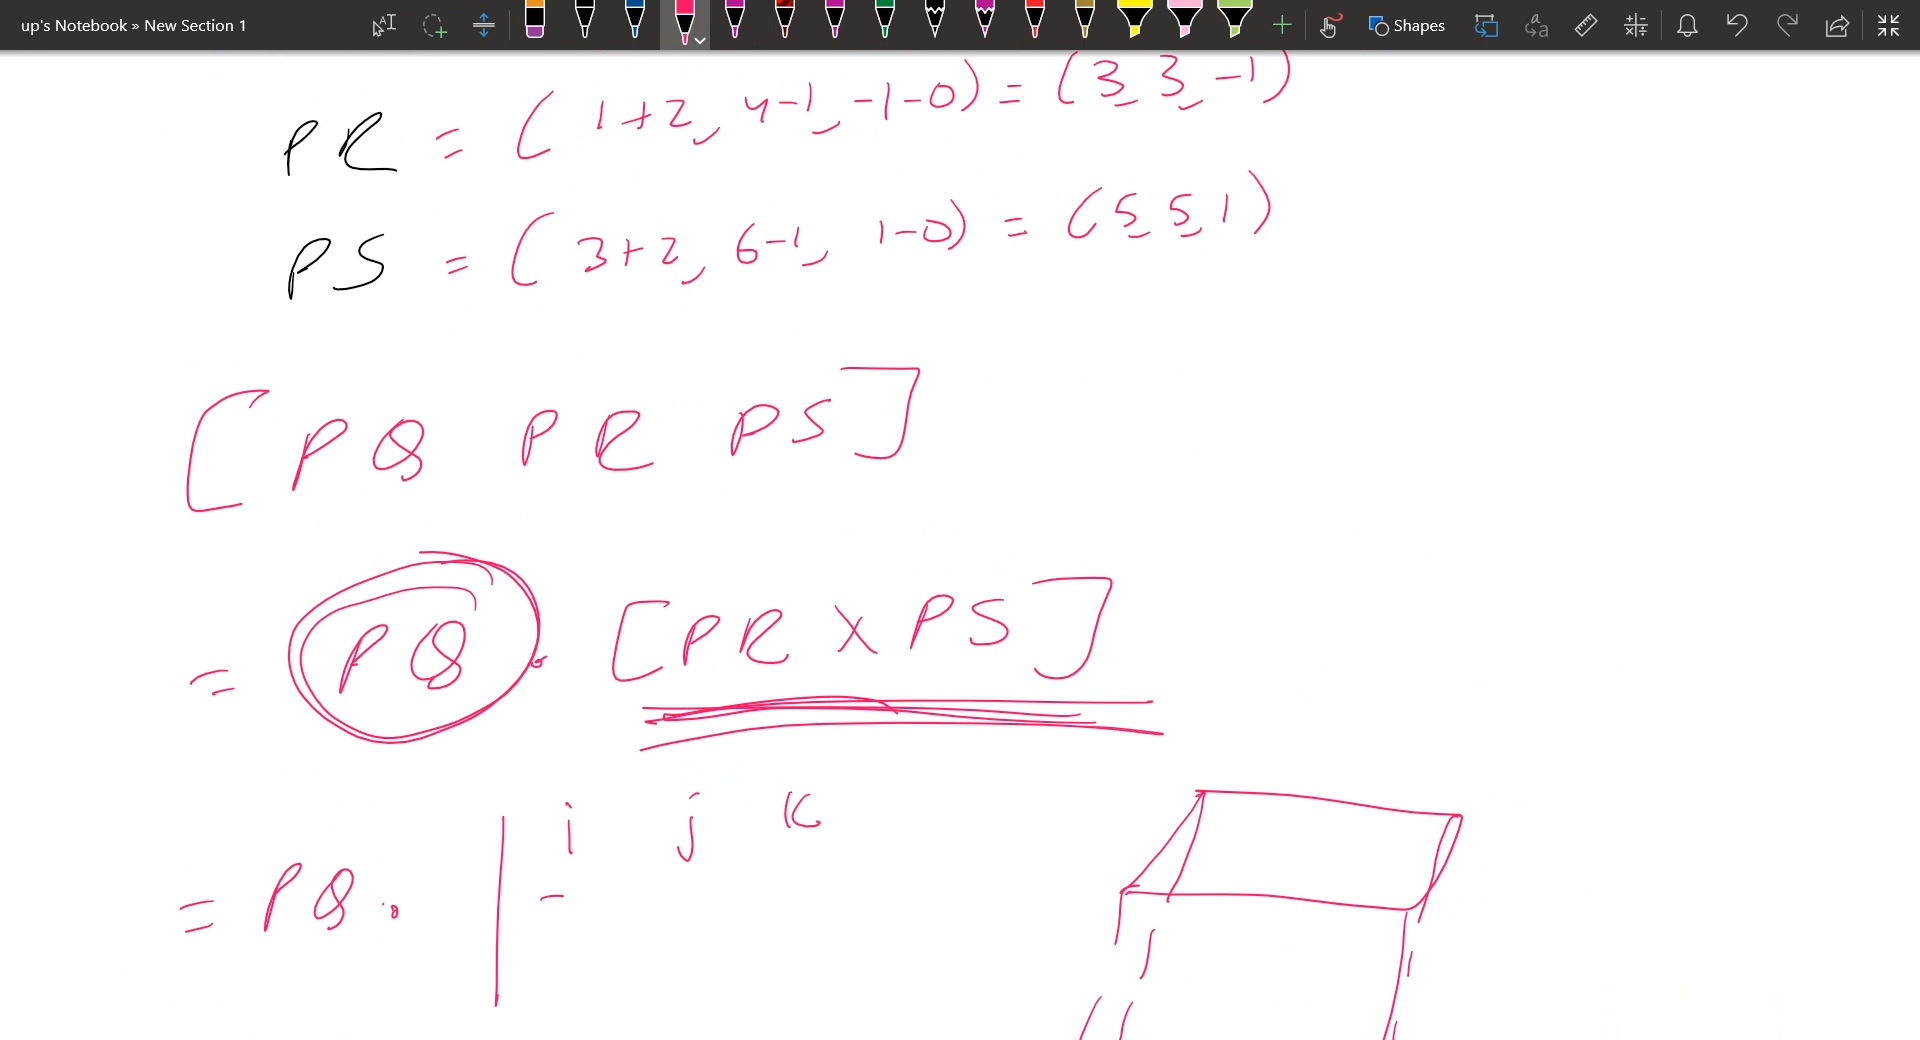 up's Notebook » New Section 1
Shapes
PR = (1+2, 4-1, -1-0) = (3, 3, -1)
PS = (3+2, 6-1, 1-0) = (5, 5, 1)
[PQ PR PS]
= PQ . [PR X PS]
= PQ . | i j k
-